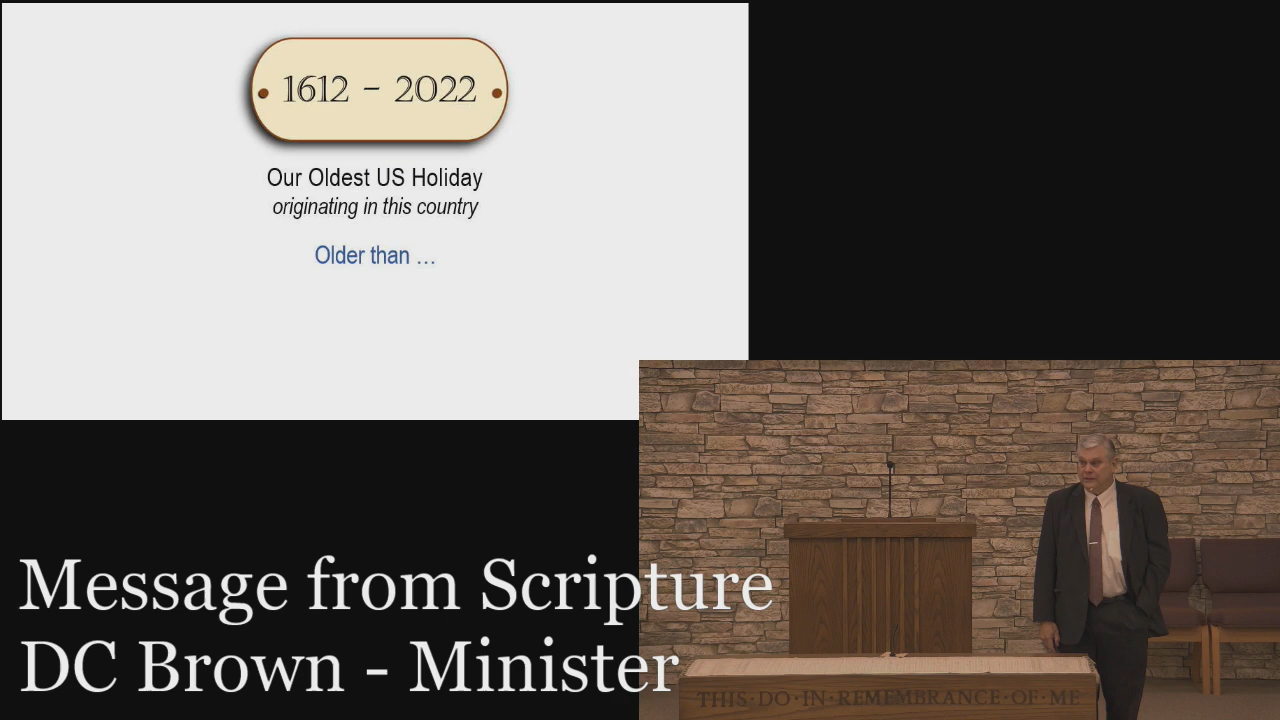 1612 - 2022
Our Oldest US Holiday
originating in this country
Older than …
Message from Scripture
DC Brown - Minister
THIS·DO·IN·REMEMBRANCE·OF·ME